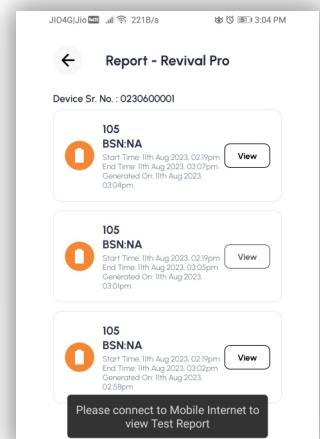 JIO4G|Jio 221B/s 3:04 PM
Report - Revival Pro
Device Sr. No. : 0230600001
105
BSN:NA
Start Time: 11th Aug 2023, 02:19pm
End Time: 11th Aug 2023, 03:07pm
Generated On: 11th Aug 2023,
03:04pm
View
105
BSN:NA
Start Time: 11th Aug 2023, 02:19pm
End Time: 11th Aug 2023, 03:05pm
Generated On: 11th Aug 2023,
03:01pm
View
105
BSN:NA
Start Time: 11th Aug 2023, 02:19pm
End Time: 11th Aug 2023, 03:02pm
Generated On: 11th Aug 2023,
02:58pm
View
Please connect to Mobile Internet to
view Test Report